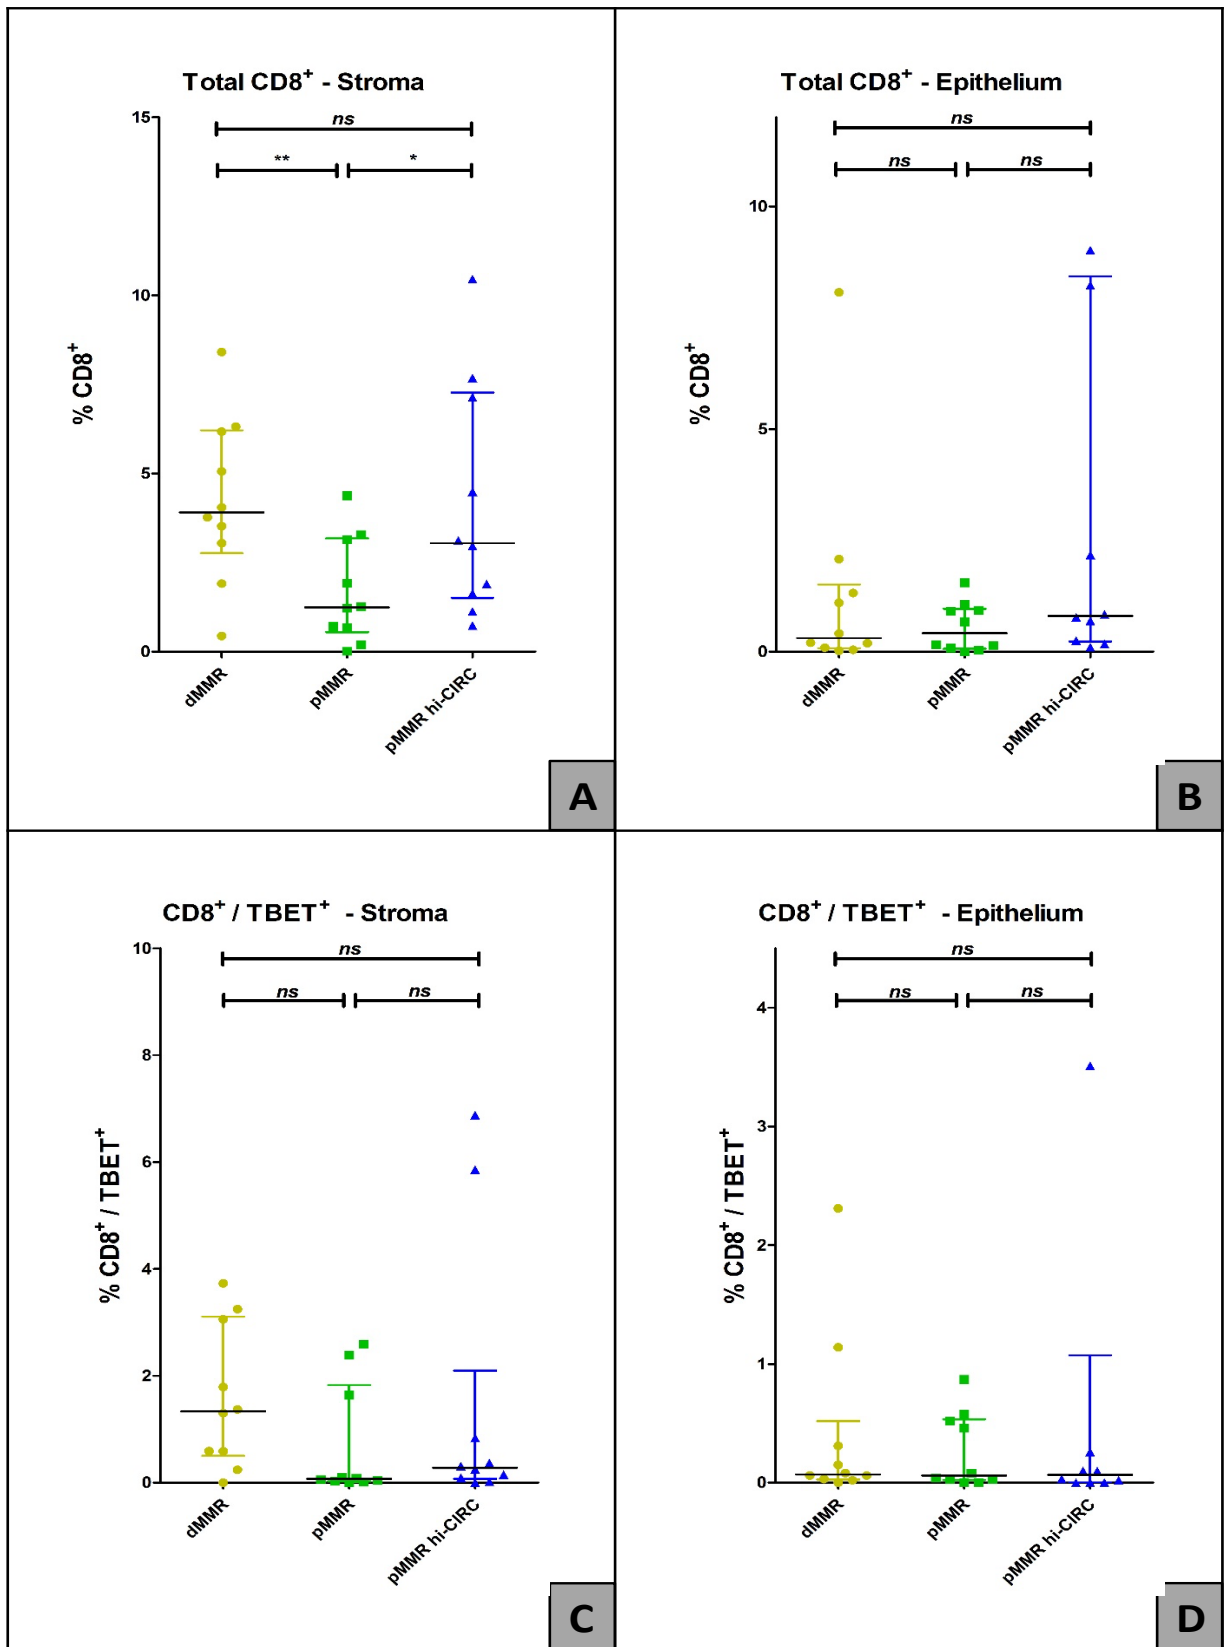 Total CD8+ - Stroma
ns
** *
15
10
5
0
% CD8+
dMMR
pMMR
pMMR hi-CIRC
A
Total CD8+ - Epithelium
ns
ns ns
10
5
0
% CD8+
dMMR
pMMR
pMMR hi-CIRC
B
CD8+ / TBET+ - Stroma
ns
ns ns
10
8
6
4
2
0
% CD8+ / TBET+
dMMR
pMMR
pMMR hi-CIRC
C
CD8+ / TBET+ - Epithelium
ns
ns ns
4
3
2
1
0
% CD8+ / TBET+
dMMR
pMMR
pMMR hi-CIRC
D